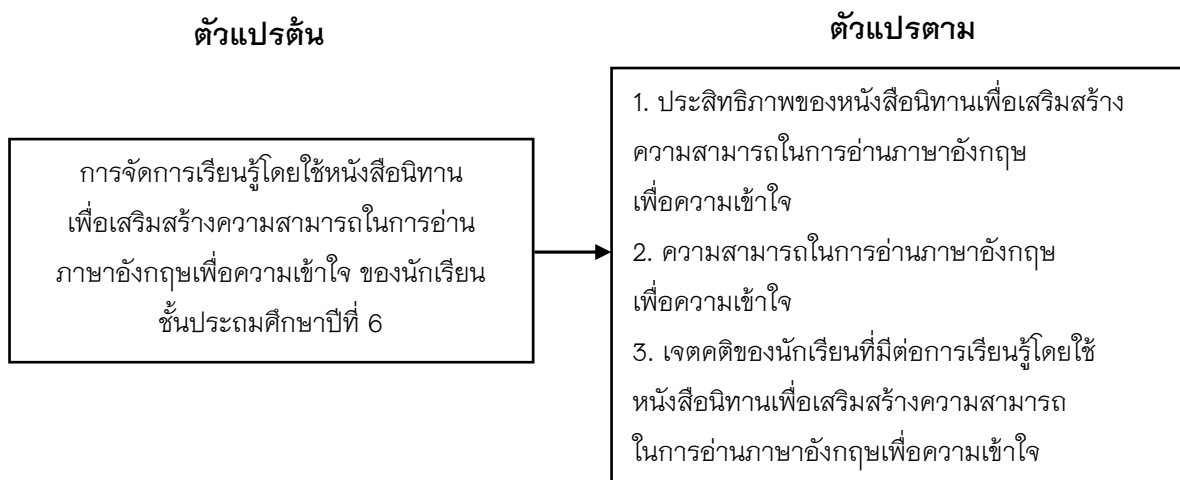 ตัวแปรต้น
ตัวแปรตาม
การจัดการเรียนรู้โดยใช้หนังสือนิทาน
เพื่อเสริมสร้างความสามารถในการอ่าน
ภาษาอังกฤษเพื่อความเข้าใจ ของนักเรียน
ชั้นประถมศึกษาปีที่ 6
1. ประสิทธิภาพของหนังสือนิทานเพื่อเสริมสร้าง
ความสามารถในการอ่านภาษาอังกฤษ
เพื่อความเข้าใจ
2. ความสามารถในการอ่านภาษาอังกฤษ
เพื่อความเข้าใจ
3. เจตคติของนักเรียนที่มีต่อการเรียนรู้โดยใช้
หนังสือนิทานเพื่อเสริมสร้างความสามารถ
ในการอ่านภาษาอังกฤษเพื่อความเข้าใจ